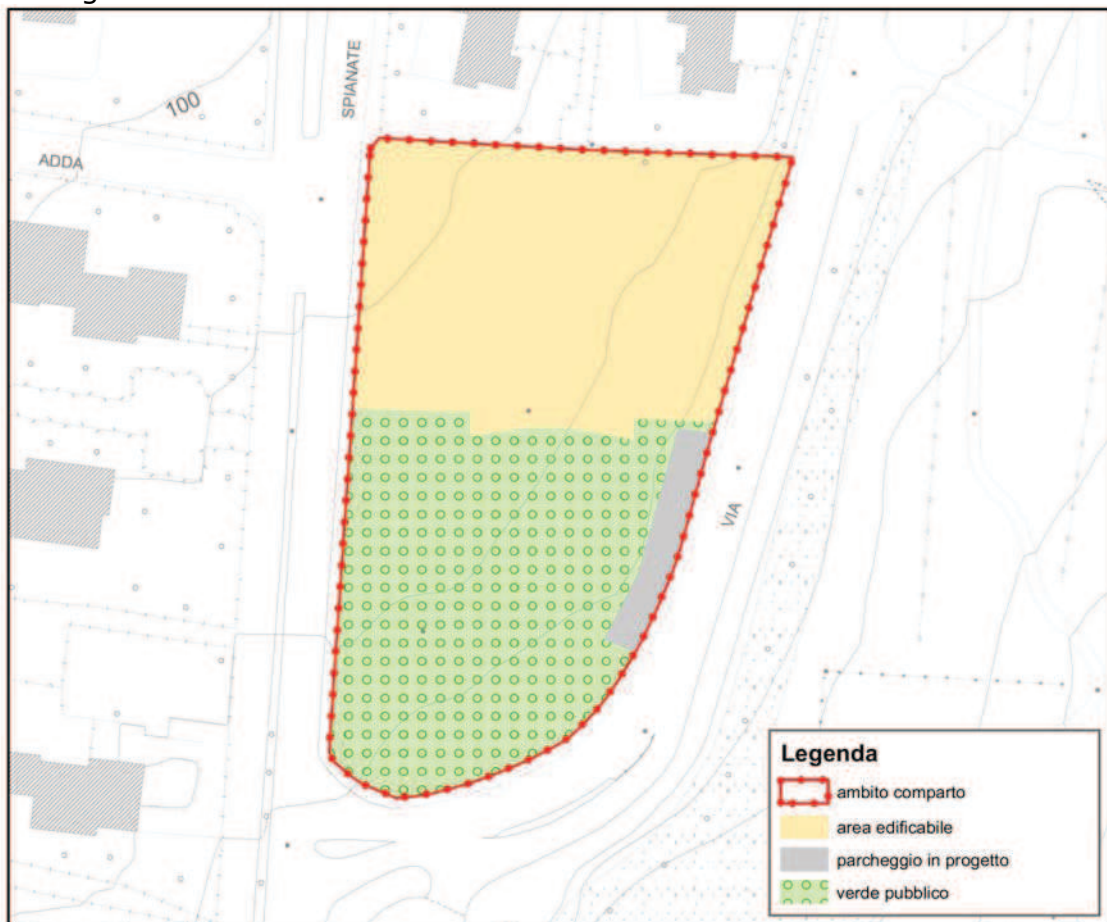 SPIANATE
100
ADDA
VIA
Legenda
ambito comparto
area edificabile
parcheggio in progetto
verde pubblico